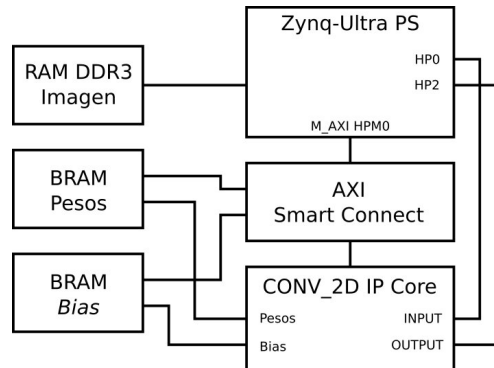 Zynq-Ultra PS
HP0
HP2
M_AXI HPM0
RAM DDR3
Imagen
BRAM
Pesos
AXI
Smart Connect
BRAM
Bias
CONV_2D IP Core
Pesos
INPUT
Bias
OUTPUT